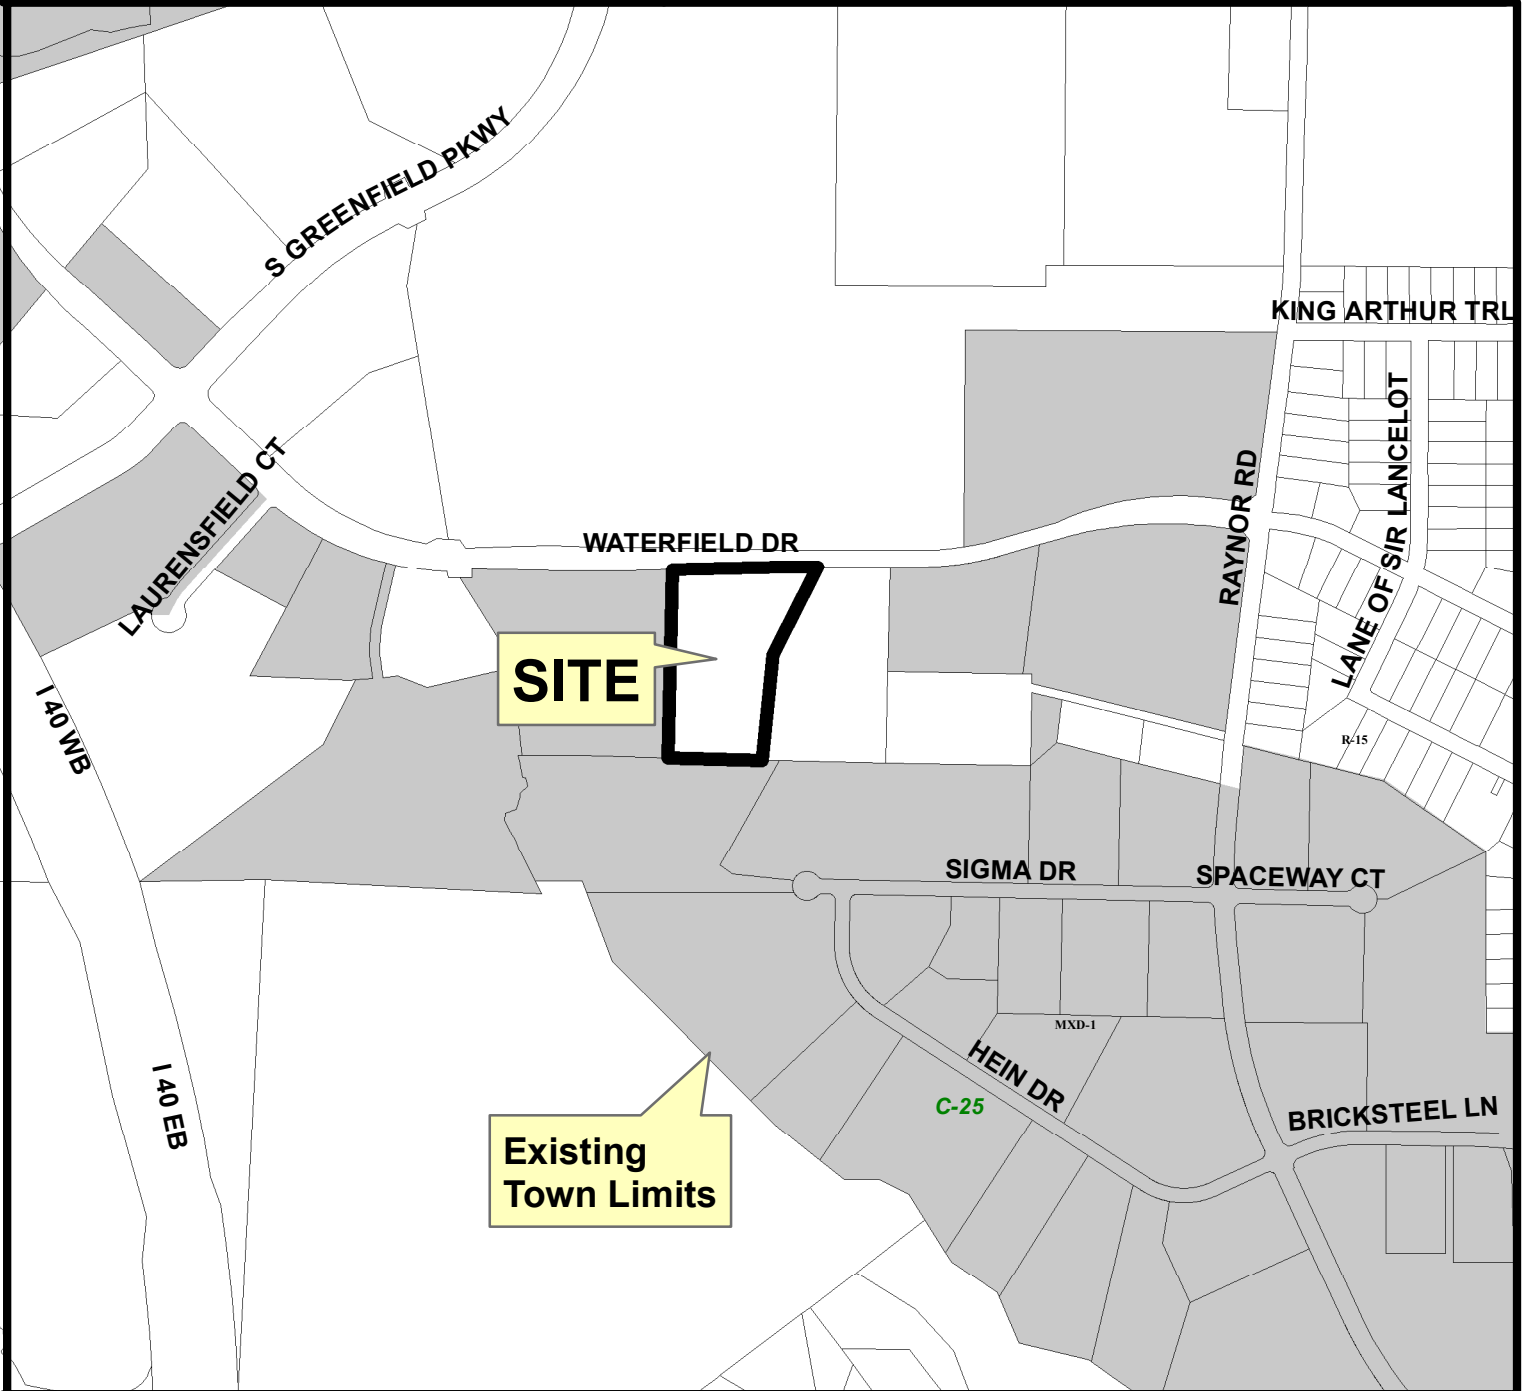 S GREENFIELD PKWY
KING ARTHUR TRL
LANE OF SIR LANCELOT
LAURENSFIELD CT
RAYNOR RD
WATERFIELD DR
SITE
I 40 WB
R-15
SIGMA DR
SPACEWAY CT
MXD-1
HEIN DR
I 40 EB
C-25
BRICKSTEEL LN
Existing
Town Limits